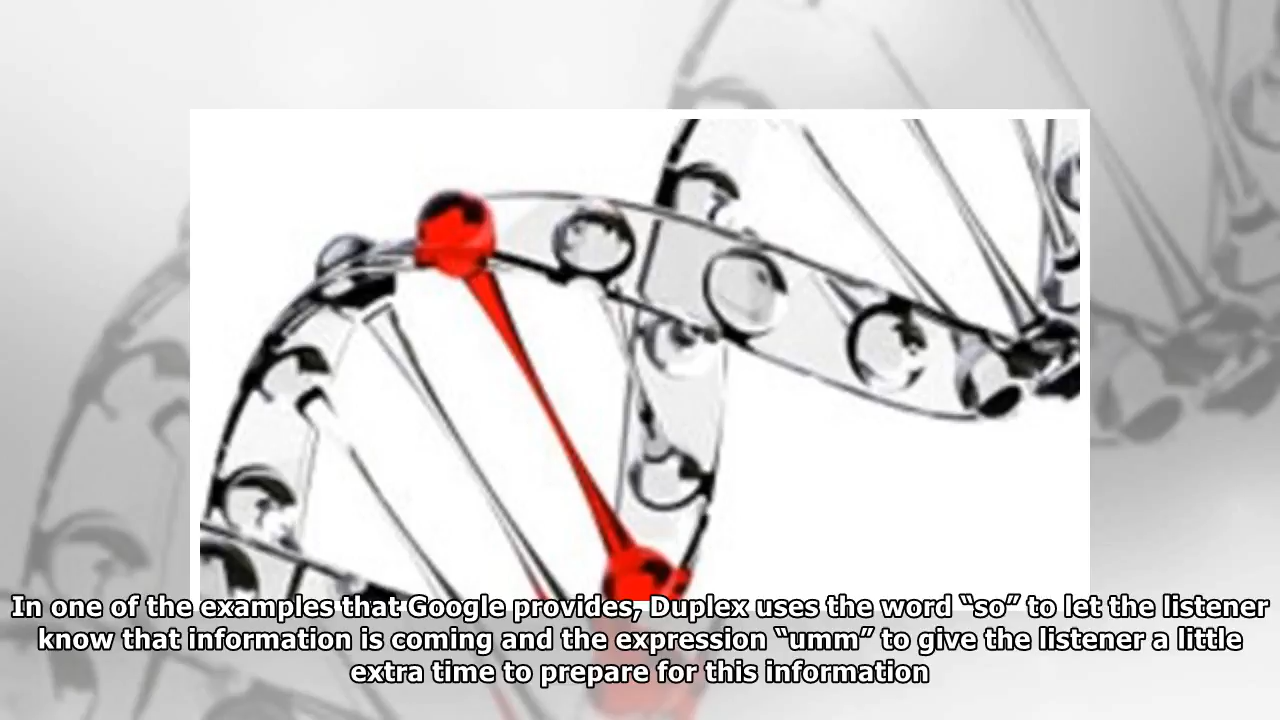 In one of the examples that Google provides, Duplex uses the word “so” to let the listener
know that information is coming and the expression “umm” to give the listener a little
extra time to prepare for this information